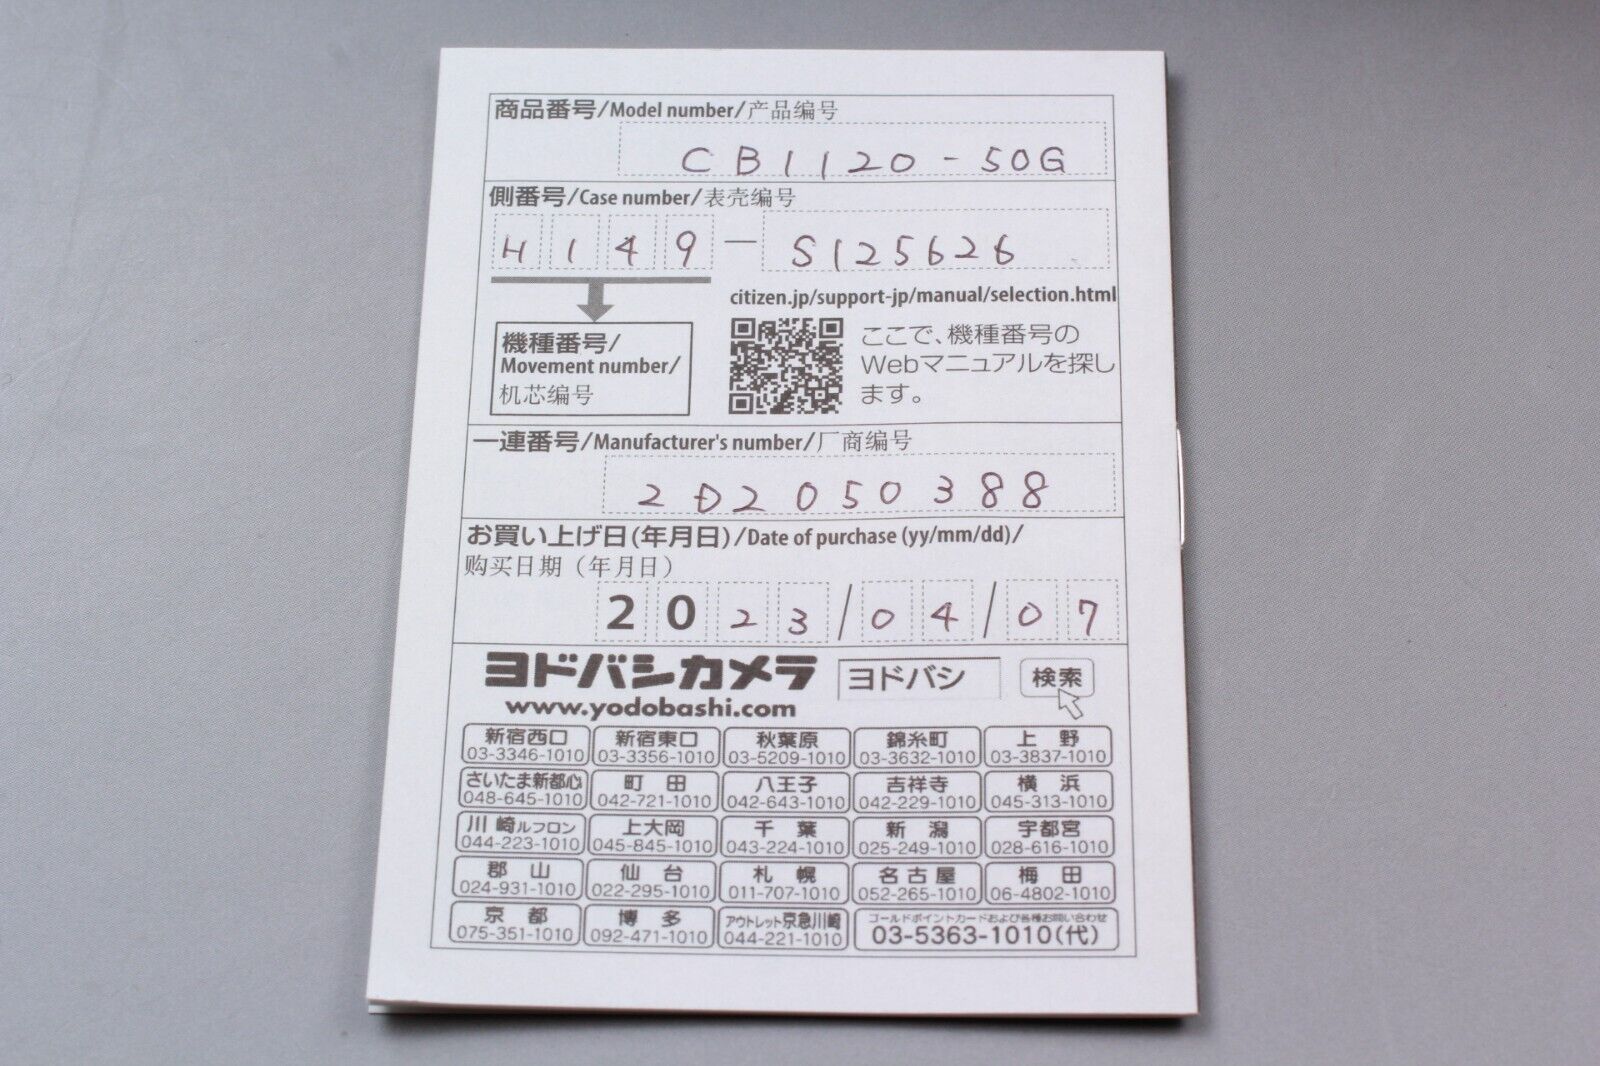 商品番号/Model number/产品编号
CB1120-50G
側番号/Case number/表壳编号
H149-S125626
citizen.jp/support-jp/manual/selection.html
機種番号/
Movement number/
机芯编号
ここで、機種番号の
Webマニュアルを探し
ます。
一連番号/Manufacturer's number/厂商编号
2D2050388
お買い上げ日(年月日)/Date of purchase (yy/mm/dd)/
购买日期（年月日）
2023/04/07
ヨドバシカメラ ヨドバシ 検索
www.yodobashi.com
新宿西口 新宿東口 秋葉原 錦糸町 上野
03-3346-1010 03-3356-1010 03-5209-1010 03-3632-1010 03-3837-1010
さいたま新都心 町田 八王子 吉祥寺 横浜
048-645-1010 042-721-1010 042-643-1010 042-229-1010 045-313-1010
川崎ルフロン 上大岡 千葉 新潟 宇都宮
044-223-1010 045-845-1010 043-224-1010 025-249-1010 028-616-1010
郡山 仙台 札幌 名古屋 梅田
024-931-1010 022-295-1010 011-707-1010 052-265-1010 06-4802-1010
京都 博多 アウトレット京急川崎 ゴールドポイントカードおよび各種お問い合わせ
075-351-1010 092-471-1010 044-221-1010 03-5363-1010(代)